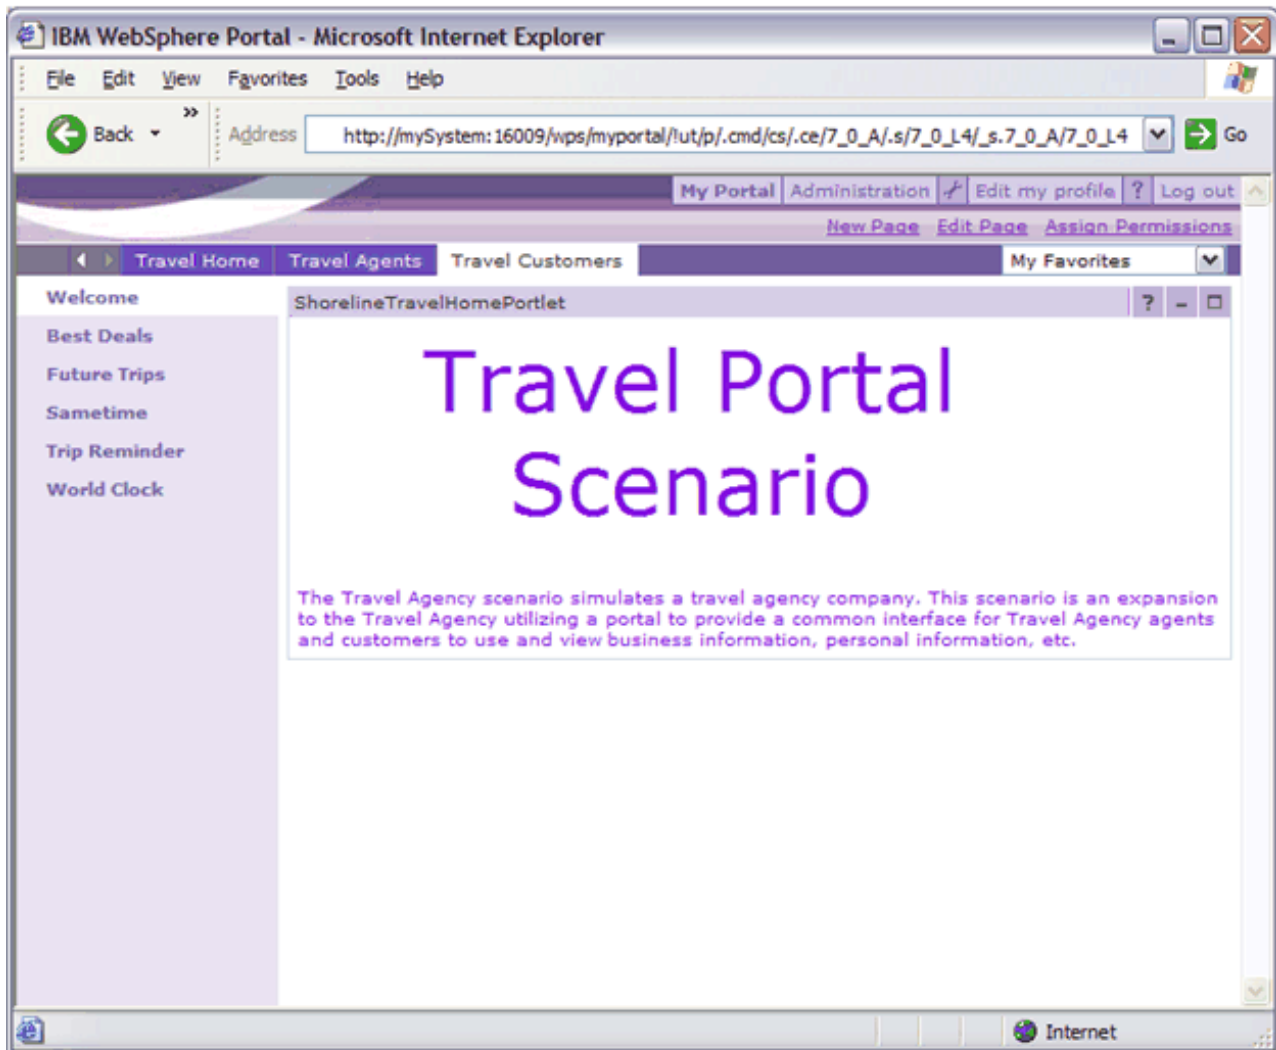 IBM WebSphere Portal - Microsoft Internet Explorer
File Edit View Favorites Tools Help
Back » Address http://mySystem:16009/wps/myportal/!ut/p/.cmd/cs/.ce/7_0_A/.s/7_0_L4/_s.7_0_A/7_0_L4 Go
My Portal Administration Edit my profile ? Log out
New Page Edit Page Assign Permissions
Travel Home Travel Agents Travel Customers My Favorites
Welcome
Best Deals
Future Trips
Sametime
Trip Reminder
World Clock
ShorelineTravelHomePortlet ?
Travel Portal
Scenario
The Travel Agency scenario simulates a travel agency company. This scenario is an expansion
to the Travel Agency utilizing a portal to provide a common interface for Travel Agency agents
and customers to use and view business information, personal information, etc.
Internet